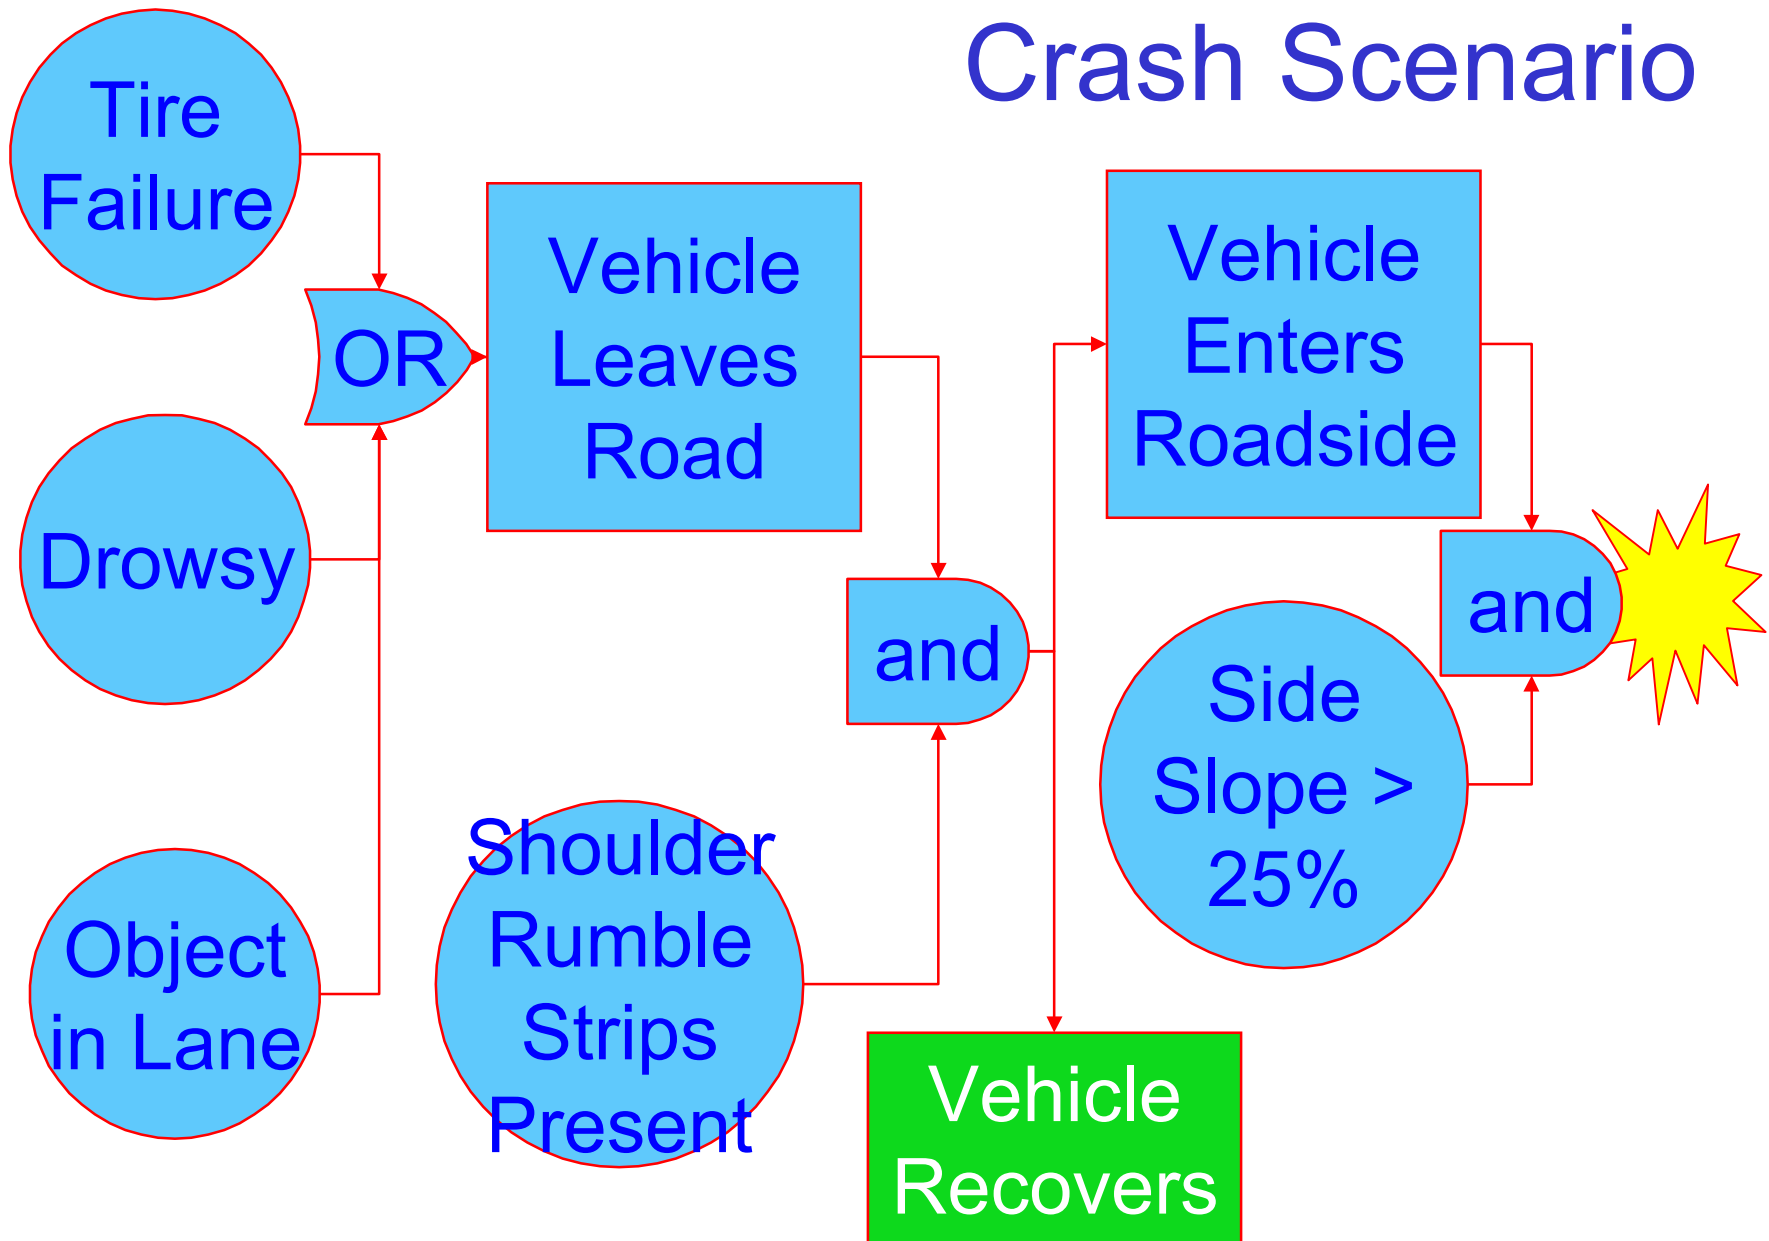 Crash Scenario
Tire
Failure
OR
Drowsy
Object
in Lane
Vehicle
Leaves
Road
Shoulder
Rumble
Strips
Present
and
Vehicle
Enters
Roadside
Side
Slope >
25%
and
Vehicle
Recovers